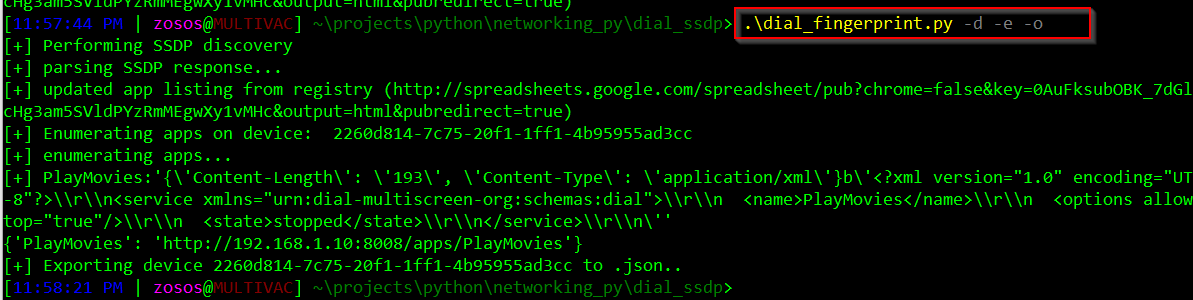 cHg3am5SVldPYzRmMEgwXy1vMHc&output=html&pubredirect=true)
[11:57:44 PM | zosos@MULTIVAC] ~\projects\python\networking_py\dial_ssdp> .\dial_fingerprint.py -d -e -o
[+] Performing SSDP discovery
[+] parsing SSDP response...
[+] updated app listing from registry (http://spreadsheets.google.com/spreadsheet/pub?chrome=false&key=0AuFksubOBK_7dGl
cHg3am5SVldPYzRmMEgwXy1vMHc&output=html&pubredirect=true)
[+] Enumerating apps on device:  2260d814-7c75-20f1-1ff1-4b95955ad3cc
[+] enumerating apps...
[+] PlayMovies:'{\'Content-Length\': \'193\', \'Content-Type\': \'application/xml\'}b\'<?xml version="1.0" encoding="UT
-8"?>\\r\\n<service xmlns="urn:dial-multiscreen-org:schemas:dial">\\r\\n  <name>PlayMovies</name>\\r\\n  <options allow
top="true"/>\\r\\n  <state>stopped</state>\\r\\n</service>\\r\\n\''
{'PlayMovies': 'http://192.168.1.10:8008/apps/PlayMovies'}
[+] Exporting device 2260d814-7c75-20f1-1ff1-4b95955ad3cc to .json..
[11:58:21 PM | zosos@MULTIVAC] ~\projects\python\networking_py\dial_ssdp>